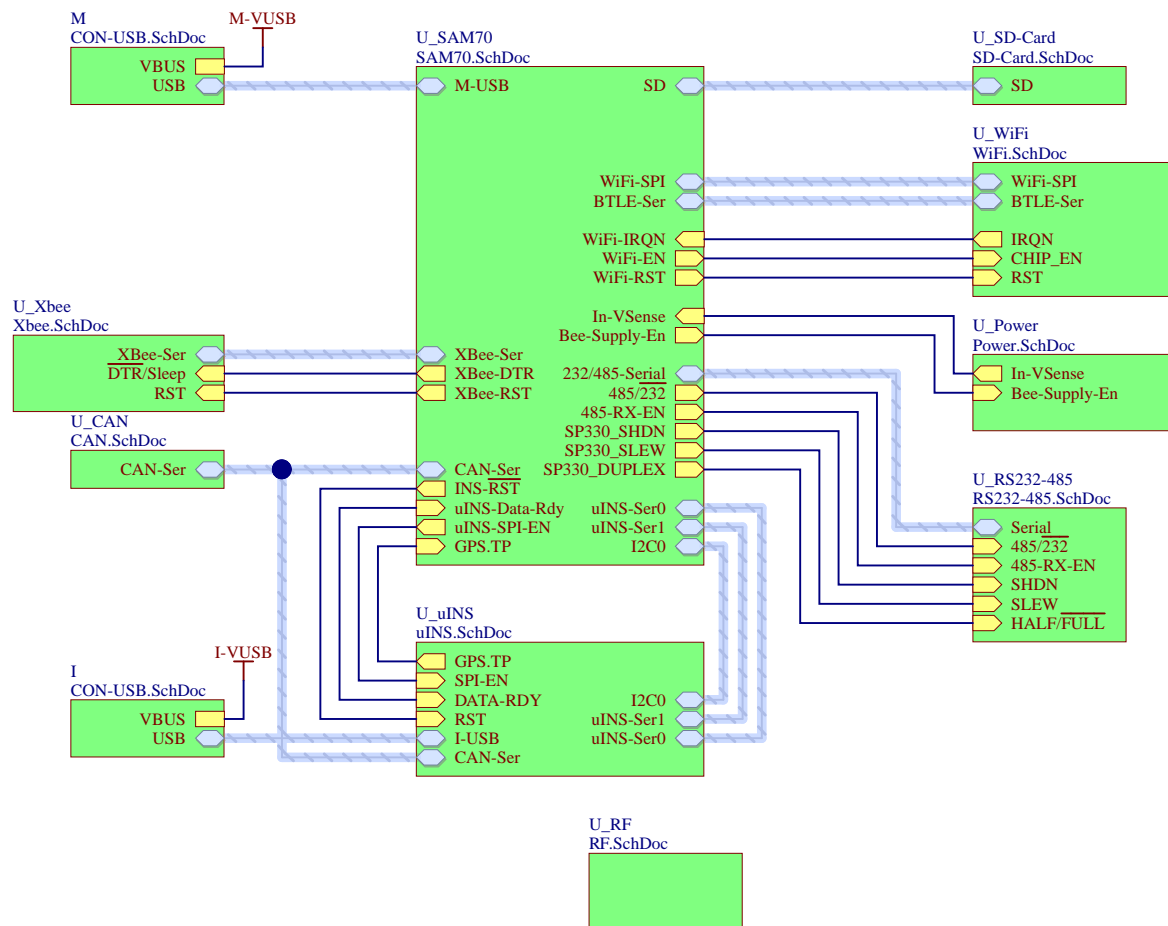 M
CON-USB.SchDoc
M-VUSB
VBUS
USB
U_SAM70
SAM70.SchDoc
M-USB
SD
WiFi-SPI
BTLE-Ser
WiFi-IRQN
WiFi-EN
WiFi-RST
In-VSense
Bee-Supply-En
XBee-Ser
XBee-DTR
XBee-RST
232/485-Serial
485/232
485-RX-EN
SP330_SHDN
SP330_SLEW
SP330_DUPLEX
CAN-Ser
INS-RST
uINS-Data-Rdy
uINS-SPI-EN
GPS.TP
uINS-Ser0
uINS-Ser1
I2C0
U_SD-Card
SD-Card.SchDoc
SD
U_WiFi
WiFi.SchDoc
WiFi-SPI
BTLE-Ser
IRQN
CHIP_EN
RST
U_Xbee
Xbee.SchDoc
XBee-Ser
DTR/Sleep
RST
U_Power
Power.SchDoc
In-VSense
Bee-Supply-En
U_CAN
CAN.SchDoc
CAN-Ser
U_RS232-485
RS232-485.SchDoc
Serial
485/232
485-RX-EN
SHDN
SLEW
HALF/FULL
U_uINS
uINS.SchDoc
GPS.TP
SPI-EN
DATA-RDY
RST
I-USB
CAN-Ser
I2C0
uINS-Ser1
uINS-Ser0
I
CON-USB.SchDoc
I-VUSB
VBUS
USB
U_RF
RF.SchDoc